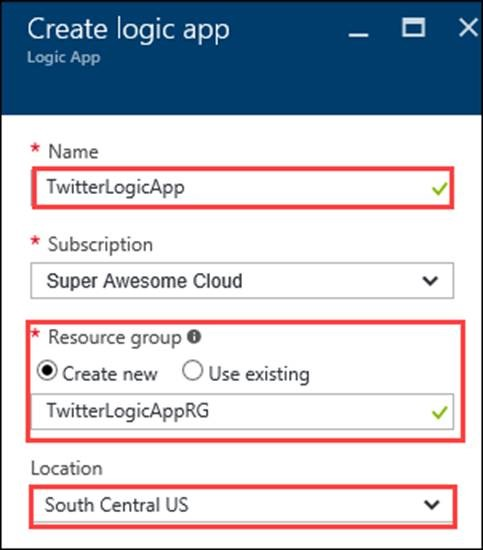 Create logic app
Logic App
* Name
TwitterLogicApp
* Subscription
Super Awesome Cloud
* Resource group
Create new Use existing
TwitterLogicAppRG
Location
South Central US